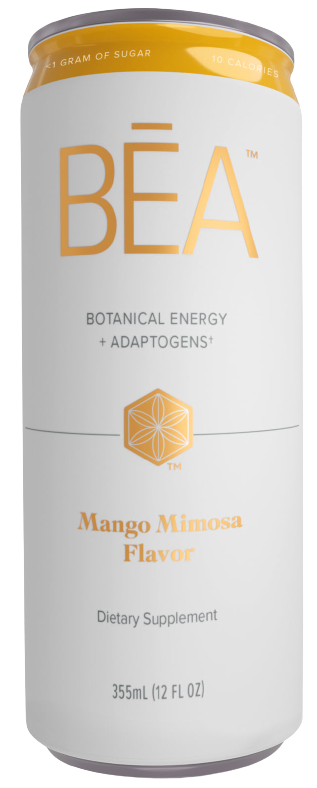 <1 GRAM OF SUGAR 10 CALORIES
BĒA™
BOTANICAL ENERGY
+ ADAPTOGENS†
TM
Mango Mimosa
Flavor
Dietary Supplement
355mL (12 FL OZ)